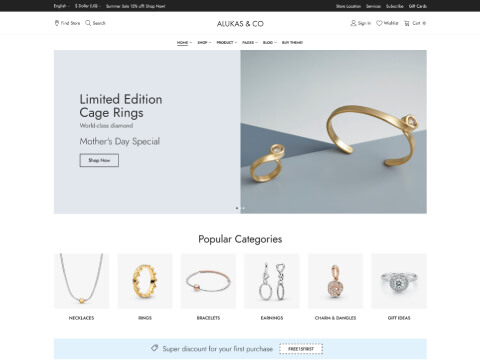 English $ Dollar (US) Summer Sale 15% off! Shop Now! Store Location Services Subscribe Gift Cards
Find Store Search ALUKAS & CO Sign in Wishlist Cart
HOME SHOP PRODUCT PAGES BLOG BUY THEME!
Limited Edition
Cage Rings
World-class diamond
Mother's Day Special
Shop Now
Popular Categories
NECKLACES RINGS BRACELETS EARNINGS CHARM & DANGLES GIFT IDEAS
Super discount for your first purchase FREE15FIRST